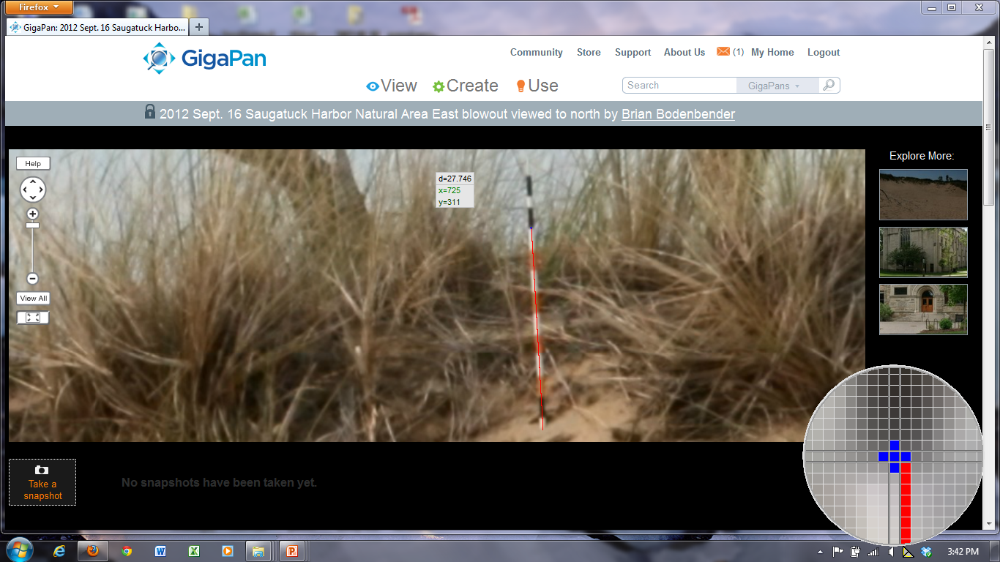 Firefox
GigaPan: 2012 Sept. 16 Saugatuck Harbo...
GigaPan
Community Store Support About Us (1) My Home Logout
View Create Use
Search GigaPans
2012 Sept. 16 Saugatuck Harbor Natural Area East blowout viewed to north by Brian Bodenbender
Help
View All
d=27.746
x=725
y=311
Explore More:
Take a
snapshot
No snapshots have been taken yet.
3:42 PM